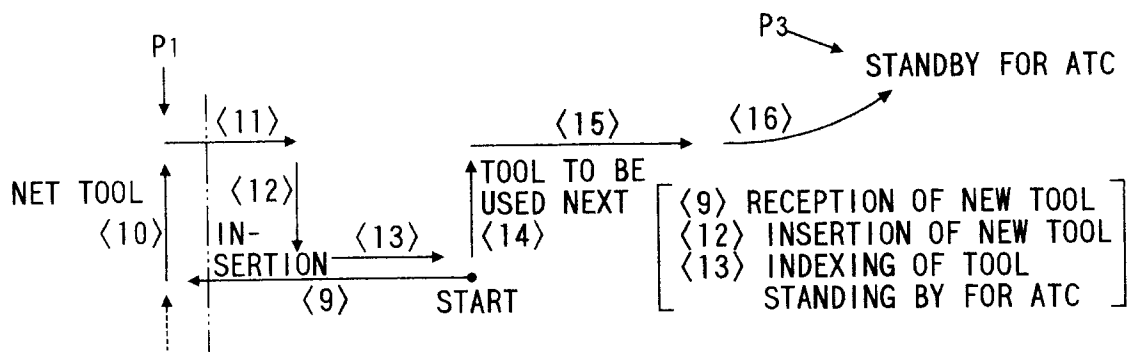 P1
P3
STANDBY FOR ATC
⟨11⟩
⟨15⟩
⟨16⟩
NET TOOL
⟨10⟩
⟨12⟩
IN-
SERTION
⟨13⟩
⟨9⟩
START
TOOL TO BE
USED NEXT
⟨14⟩
⟨9⟩ RECEPTION OF NEW TOOL
⟨12⟩ INSERTION OF NEW TOOL
⟨13⟩ INDEXING OF TOOL
STANDING BY FOR ATC